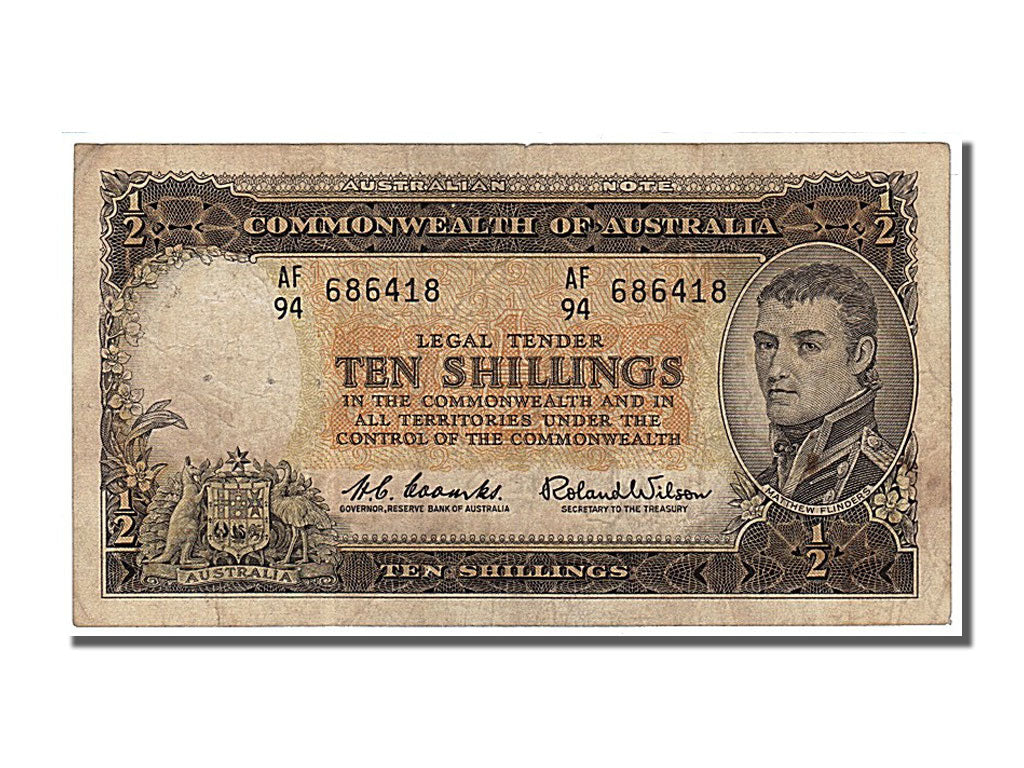 AUSTRALIAN NOTE
1/2 1/2
COMMONWEALTH OF AUSTRALIA
AF 94 686418 AF 94 686418
LEGAL TENDER
TEN SHILLINGS
IN THE COMMONWEALTH AND IN
ALL TERRITORIES UNDER THE
CONTROL OF THE COMMONWEALTH
H.C. Coombs. Roland Wilson
GOVERNOR, RESERVE BANK OF AUSTRALIA SECRETARY TO THE TREASURY
MATTHEW FLINDERS
1/2 1/2
AUSTRALIA
TEN SHILLINGS